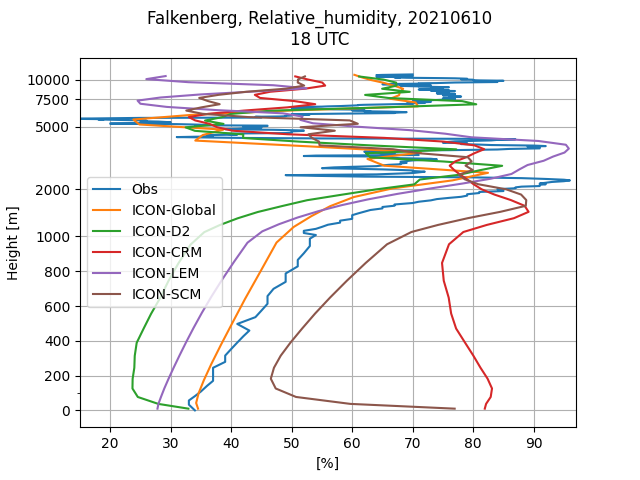 Falkenberg, Relative_humidity, 20210610
18 UTC
Height [m]
10000
7500
5000
2000
1000
800
600
400
200
0
Obs
ICON-Global
ICON-D2
ICON-CRM
ICON-LEM
ICON-SCM
20 30 40 50 60 70 80 90
[%]